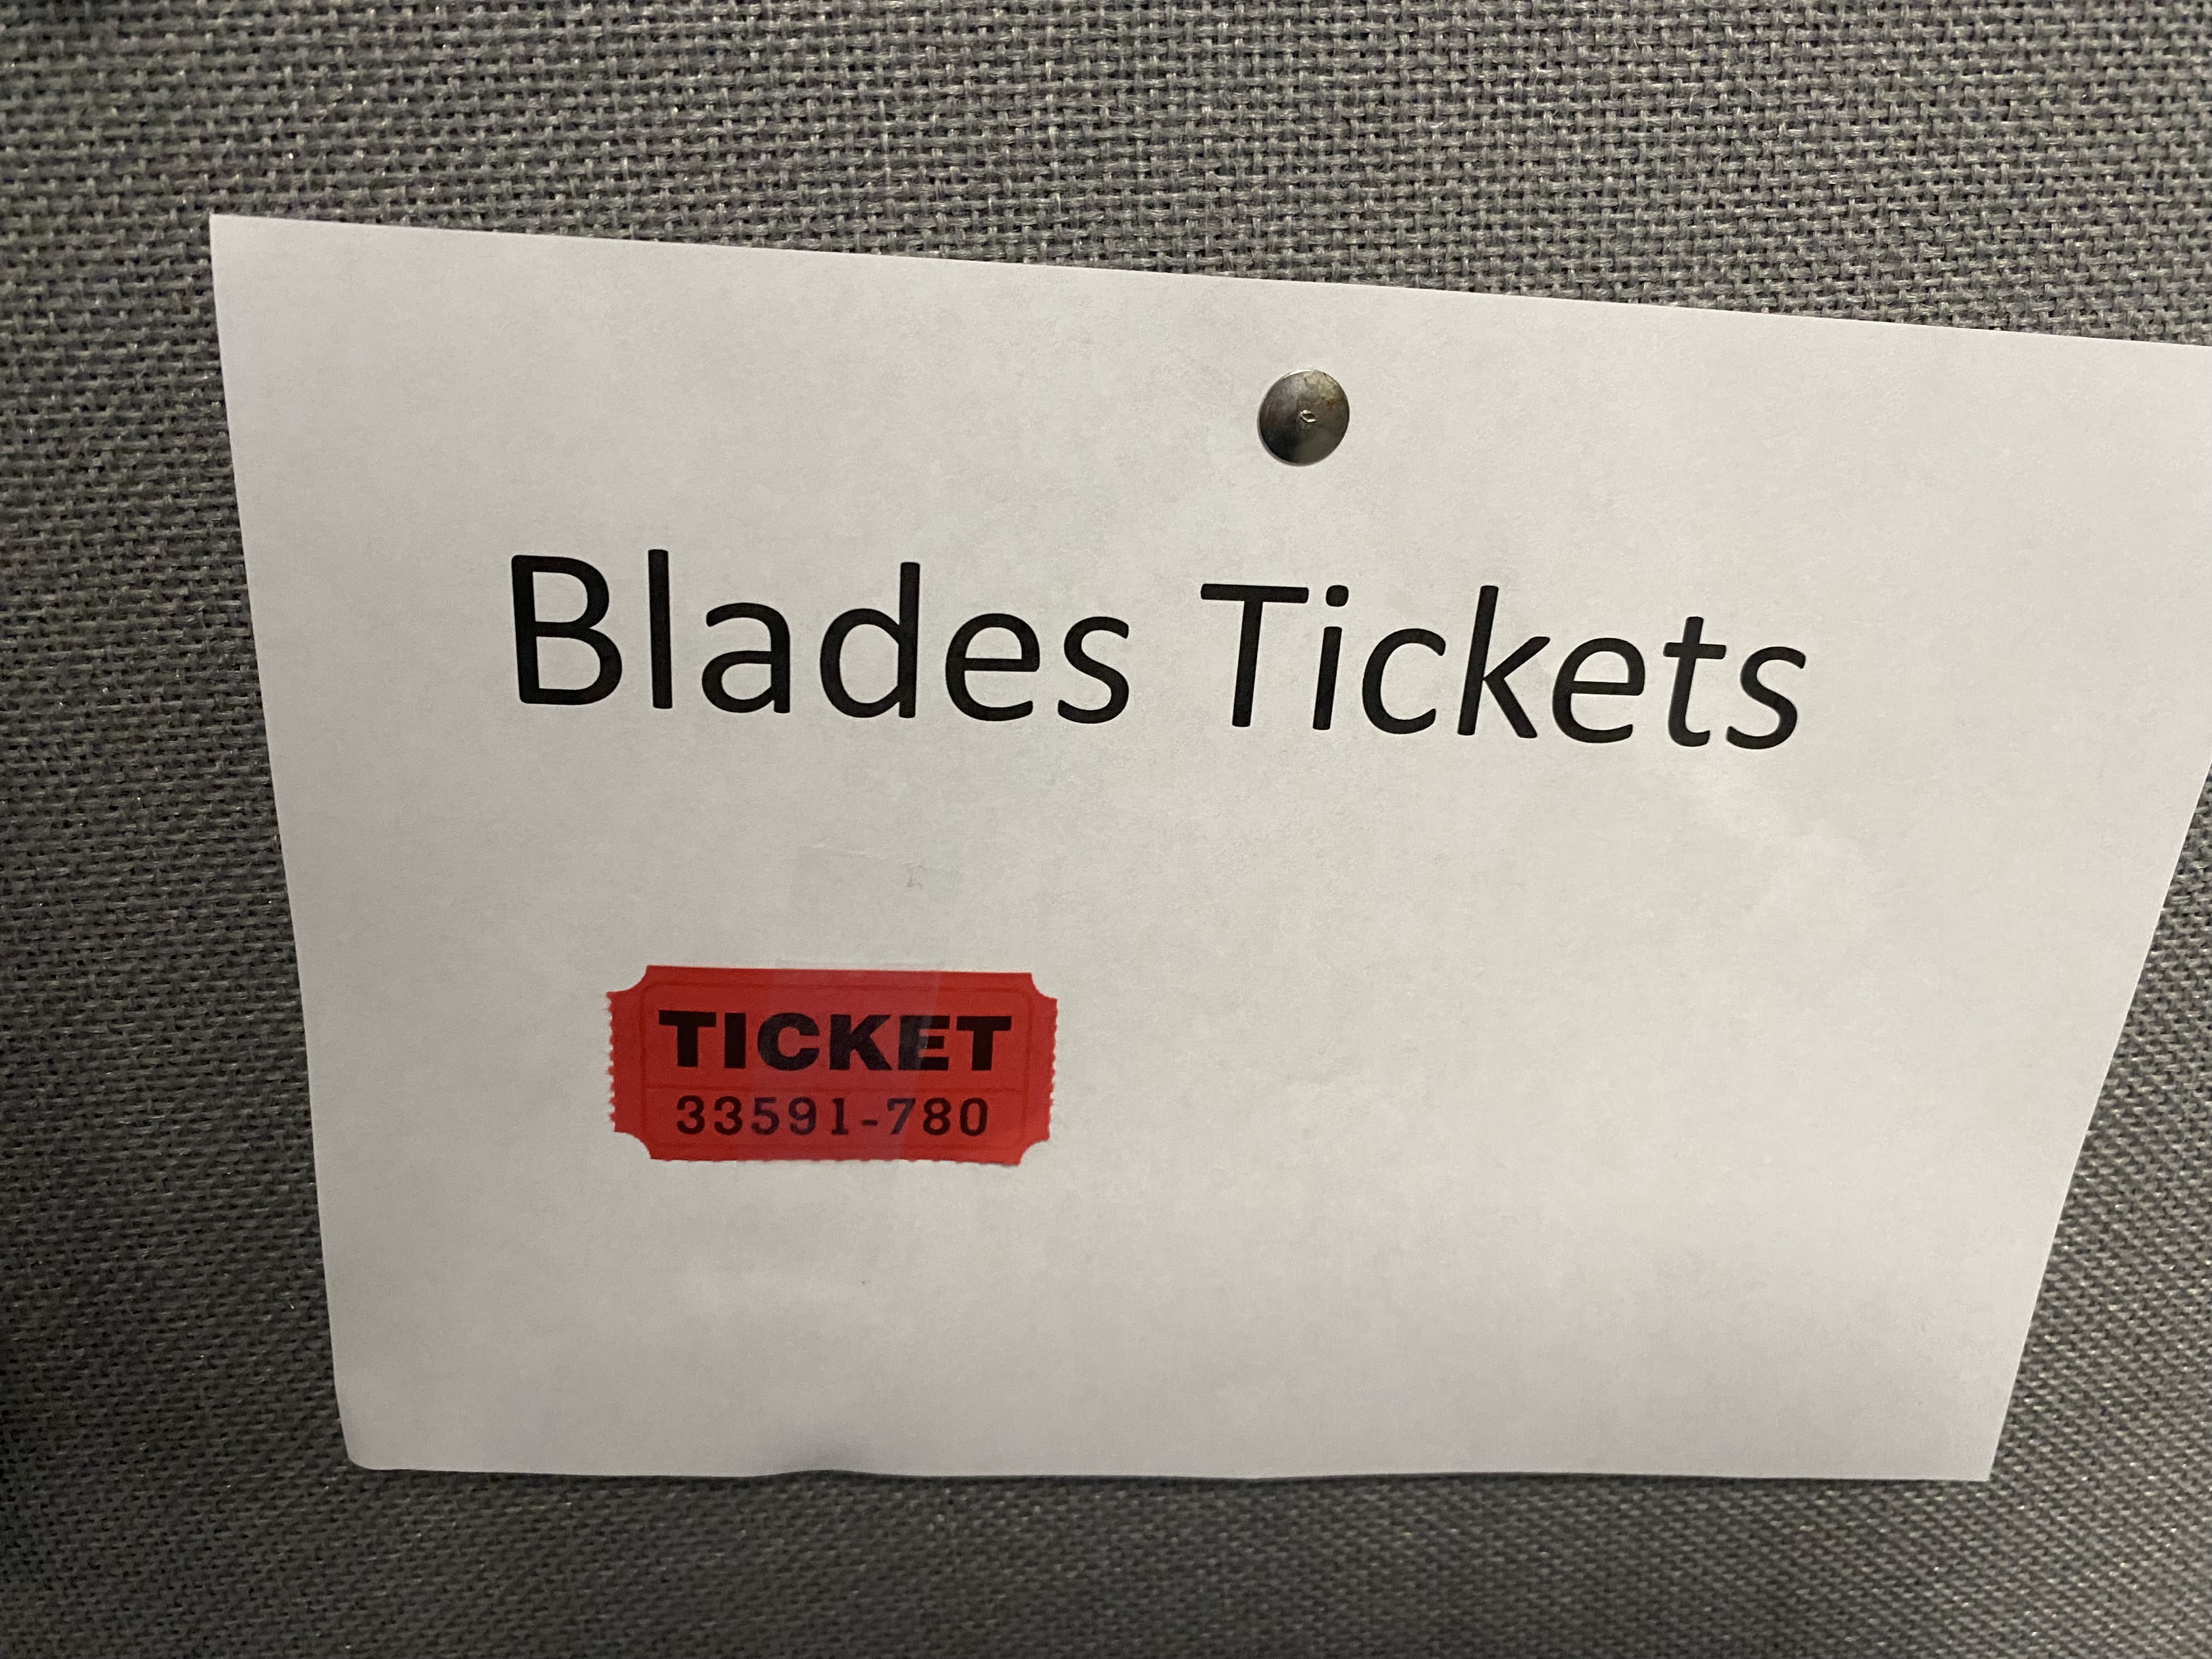 Blades Tickets
TICKET
33591-780